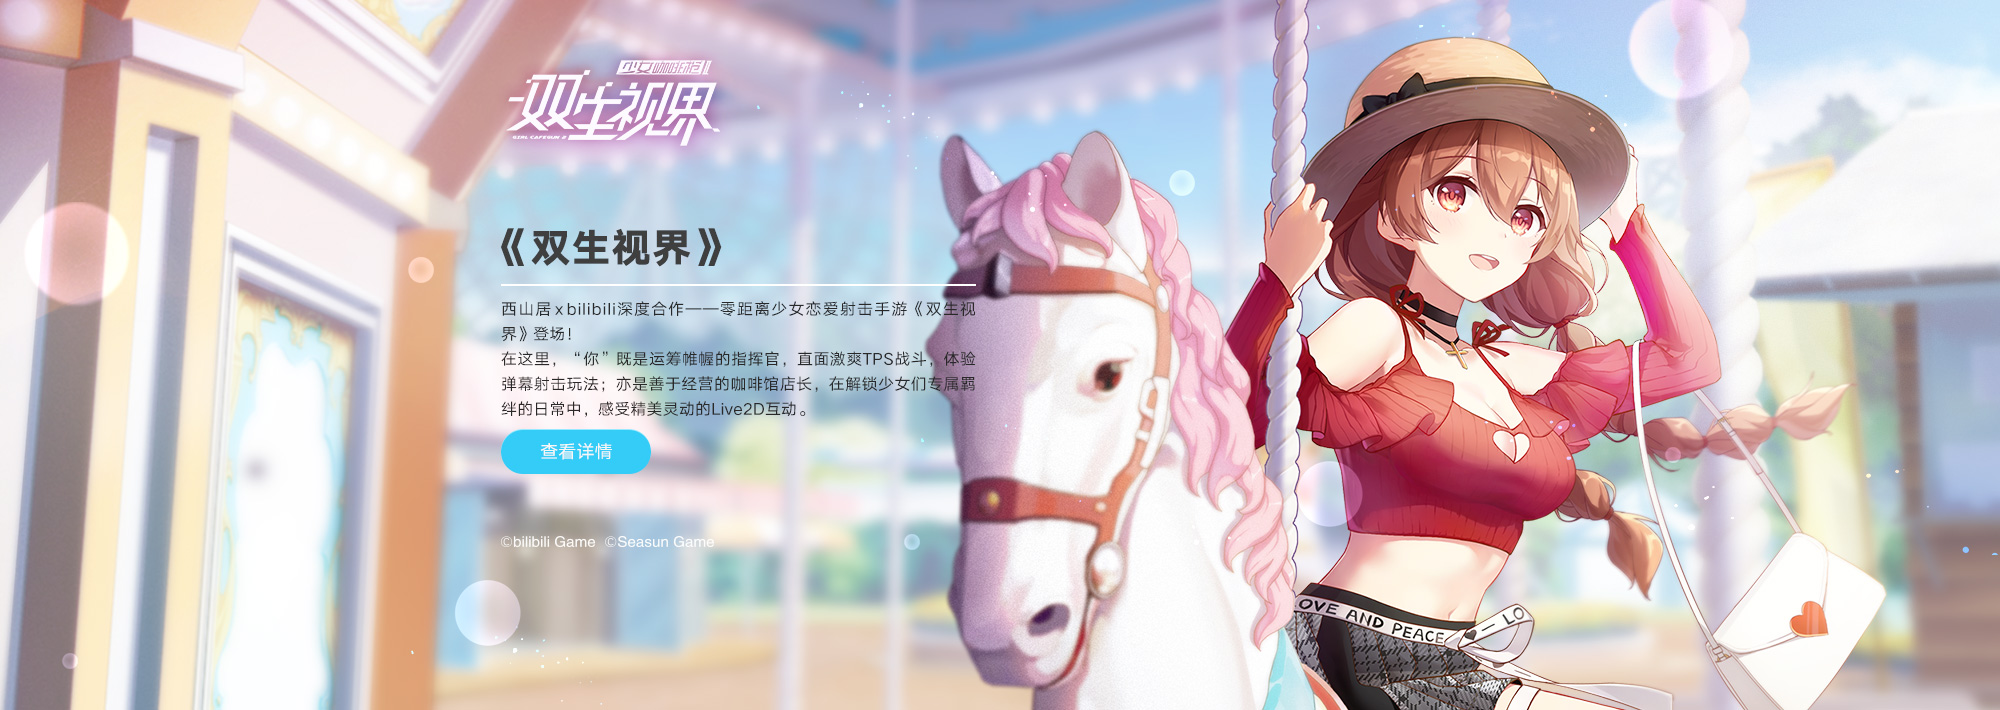 少女咖啡枪II
双生视界
GIRL CAFEGUN 2
《双生视界》
西山居 x bilibili深度合作——零距离少女恋爱射击手游《双生视
界》登场！
在这里，“你”既是运筹帷幄的指挥官，直面激爽TPS战斗，体验
弹幕射击玩法；亦是善于经营的咖啡馆店长，在解锁少女们专属羁
绊的日常中，感受精美灵动的Live2D互动。
查看详情
©bilibili Game ©Seasun Game
OVE AND PEACE
LO